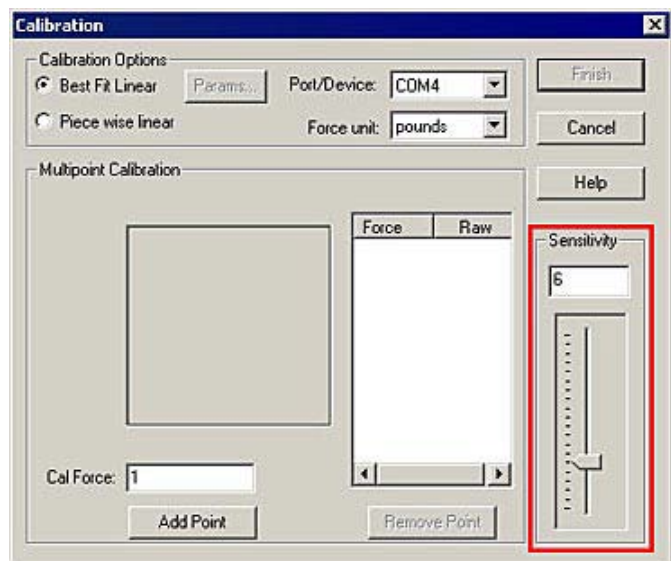 Calibration
Calibration Options
Best Fit Linear
Params...
Port/Device: COM4
Piece wise linear
Force unit: pounds
Finish
Cancel
Help
Multipoint Calibration
Force Raw
Sensitivity
6
Cal Force: 1
Add Point
Remove Point